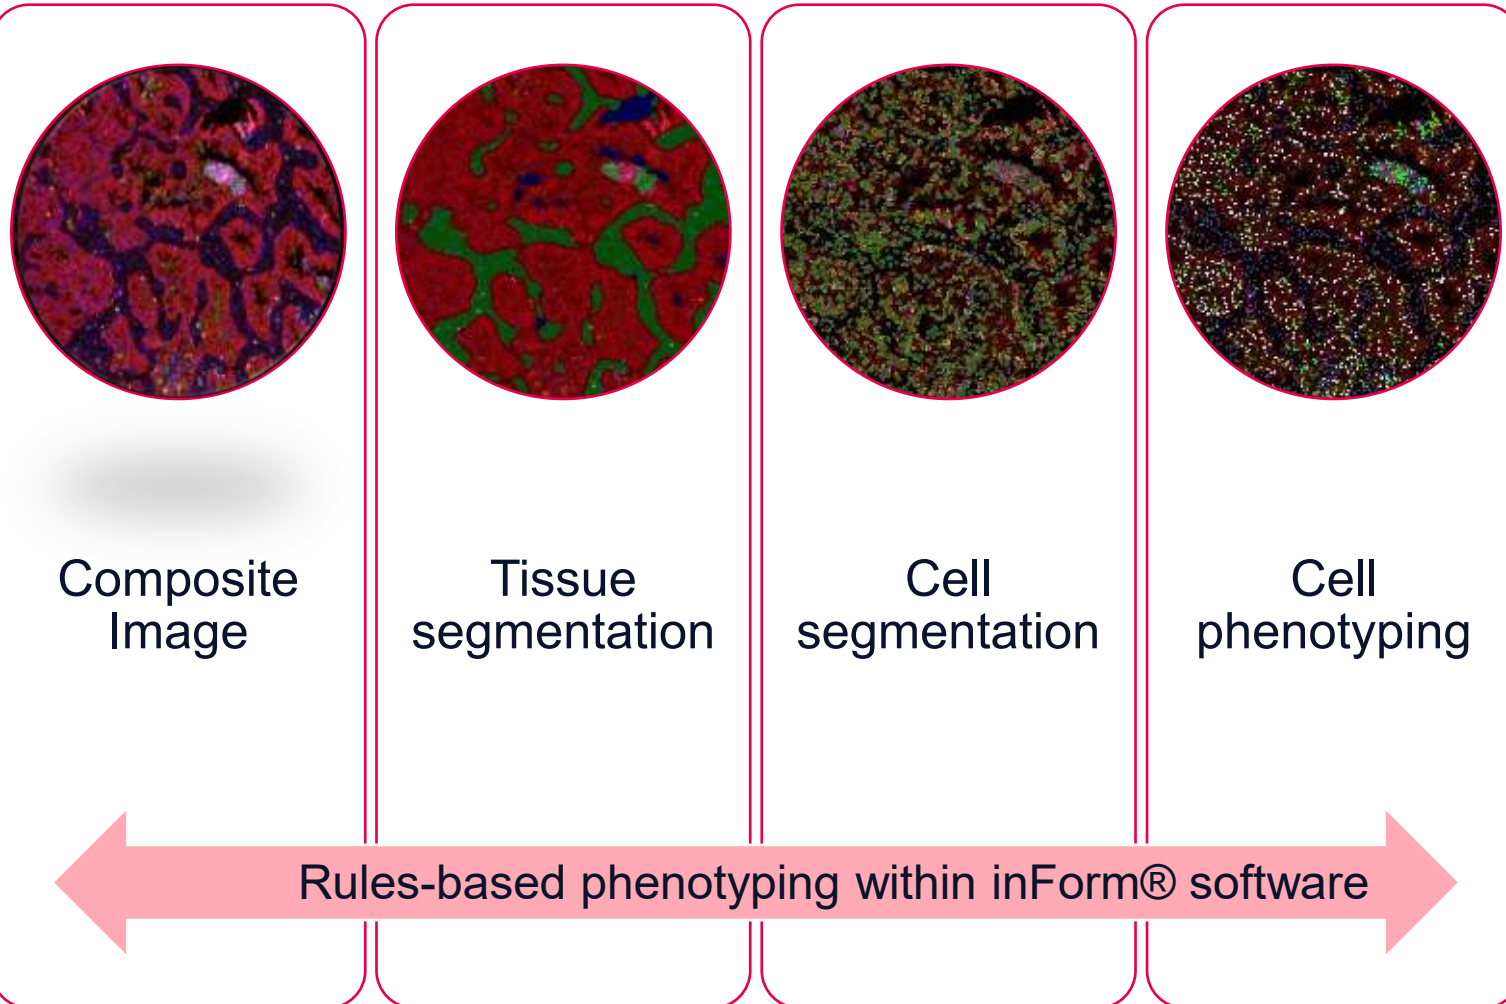 Composite
Image
Tissue
segmentation
Cell
segmentation
Cell
phenotyping
Rules-based phenotyping within inForm® software